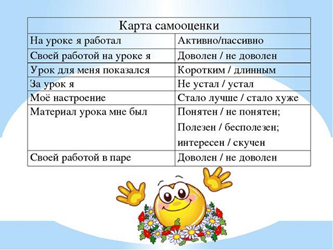 Карта самооценки
На уроке я работал Активно/пассивно
Своей работой на уроке я Доволен / не доволен
Урок для меня показался Коротким / длинным
За урок я Не устал / устал
Моё настроение Стало лучше / стало хуже
Материал урока мне был Понятен / не понятен;
Полезен / бесполезен;
интересен / скучен
Своей работой в паре Доволен / не доволен